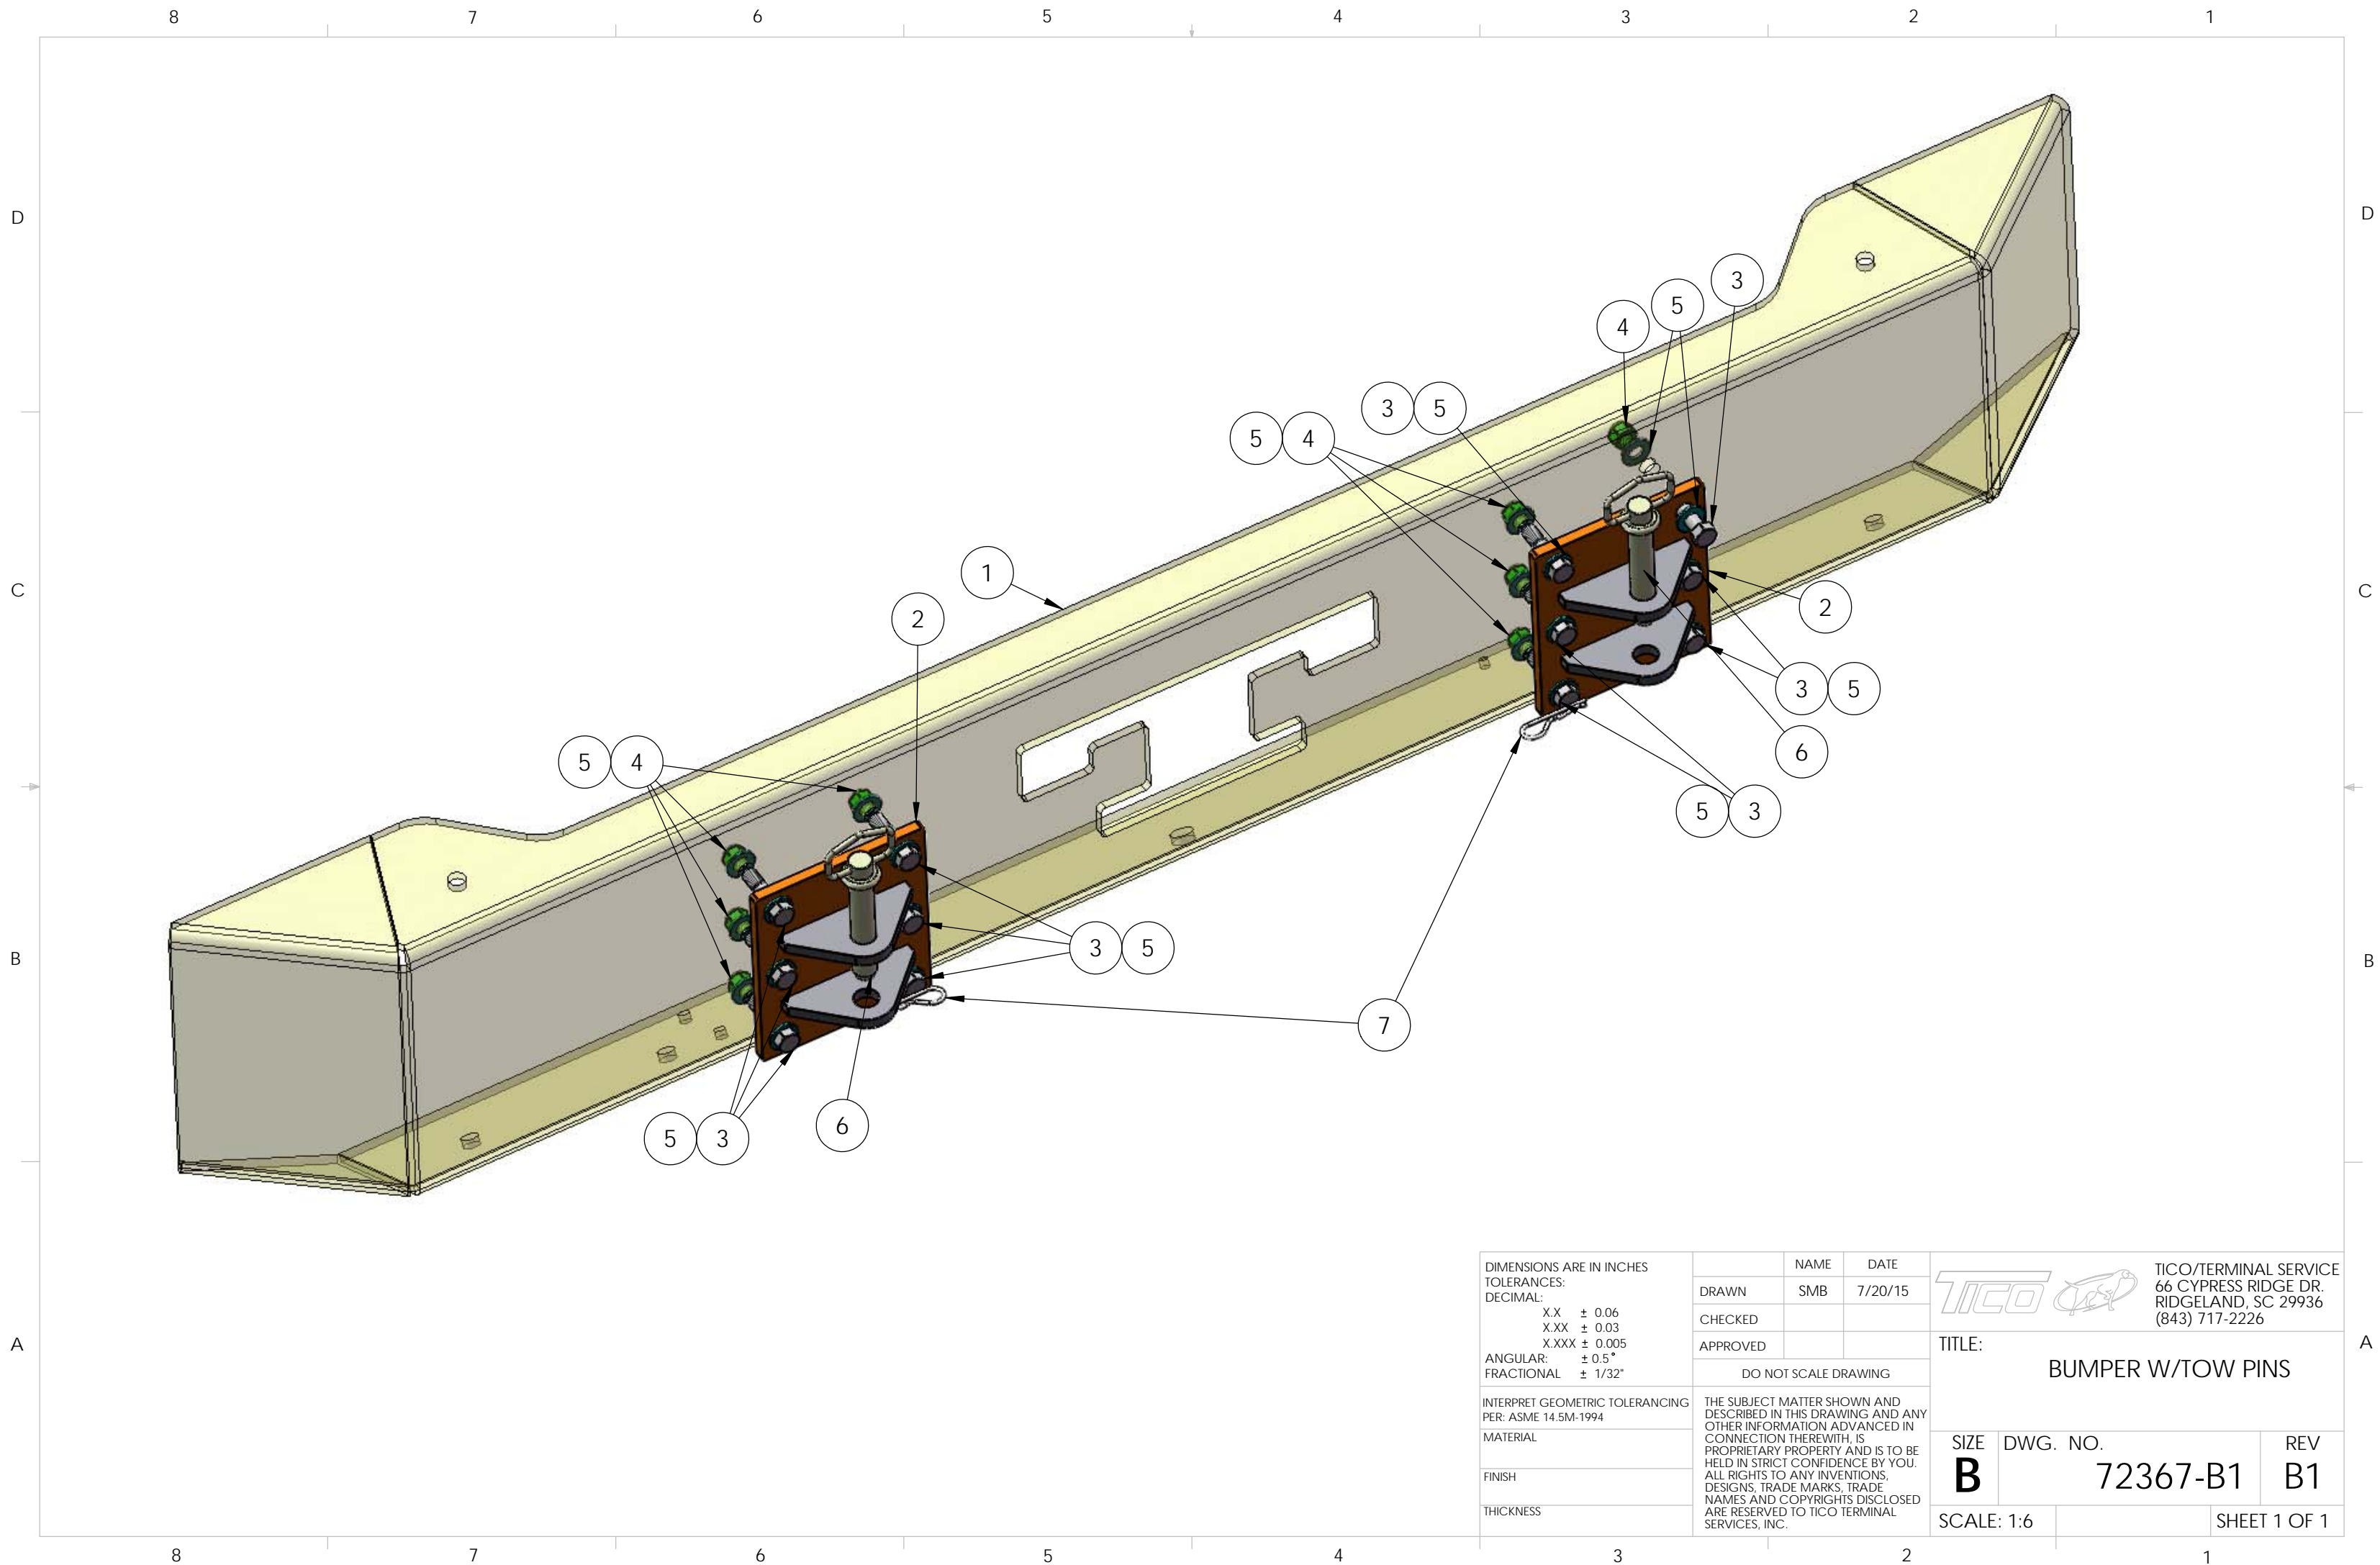 8 7 6 5 4 3 2 1
D D
3
5
4
3 5
5 4
1
C C
2
2
3 5
6
5 4
5 3
3 5
B B
7
6
5 3
DIMENSIONS ARE IN INCHES
TOLERANCES:
DECIMAL:
X.X ± 0.06
X.XX ± 0.03
X.XXX ± 0.005
ANGULAR: ± 0.5°
FRACTIONAL ± 1/32"
INTERPRET GEOMETRIC TOLERANCING
PER: ASME 14.5M-1994
MATERIAL
FINISH
THICKNESS
NAME DATE
DRAWN SMB 7/20/15
CHECKED
APPROVED
DO NOT SCALE DRAWING
THE SUBJECT MATTER SHOWN AND
DESCRIBED IN THIS DRAWING AND ANY
OTHER INFORMATION ADVANCED IN
CONNECTION THEREWITH, IS
PROPRIETARY PROPERTY AND IS TO BE
HELD IN STRICT CONFIDENCE BY YOU.
ALL RIGHTS TO ANY INVENTIONS,
DESIGNS, TRADE MARKS, TRADE
NAMES AND COPYRIGHTS DISCLOSED
ARE RESERVED TO TICO TERMINAL
SERVICES, INC.
TICO
TICO/TERMINAL SERVICE
66 CYPRESS RIDGE DR.
RIDGELAND, SC 29936
(843) 717-2226
A A
TITLE:
BUMPER W/TOW PINS
SIZE DWG. NO. REV
B 72367-B1 B1
SCALE: 1:6 SHEET 1 OF 1
8 7 6 5 4 3 2 1